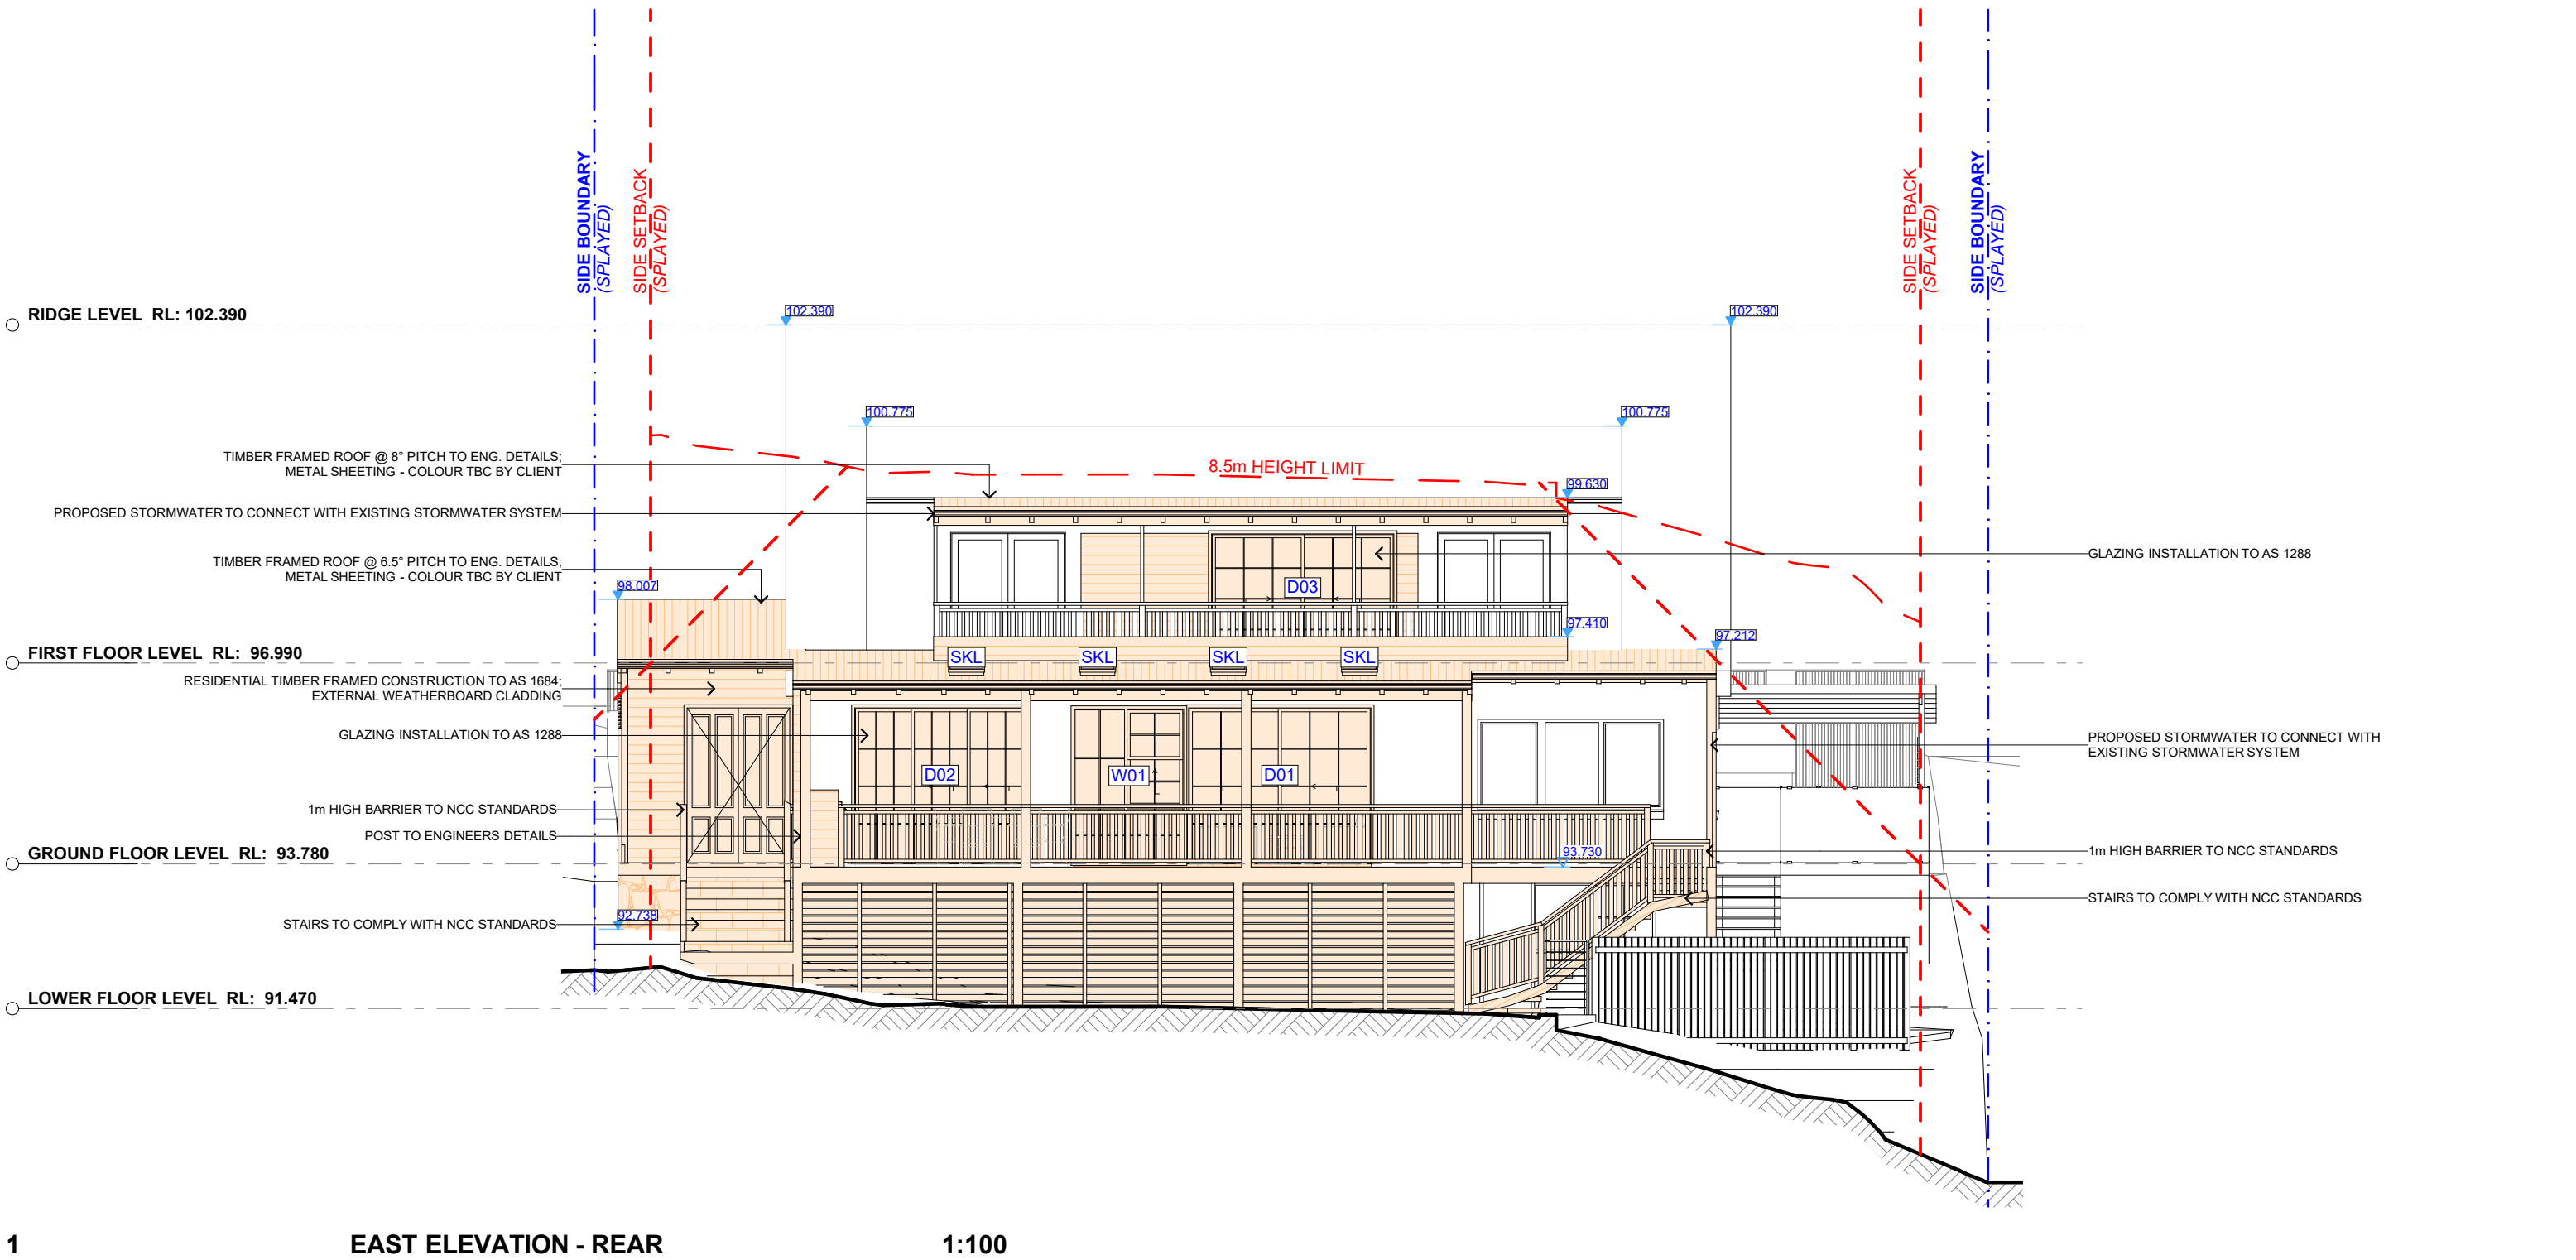 SIDE BOUNDARY
(SPLAYED)
SIDE SETBACK
(SPLAYED)
SIDE SETBACK
(SPLAYED)
SIDE BOUNDARY
(SPLAYED)
RIDGE LEVEL RL: 102.390
102.390
102.390
100.775
100.775
TIMBER FRAMED ROOF @ 8° PITCH TO ENG. DETAILS;
METAL SHEETING - COLOUR TBC BY CLIENT
8.5m HEIGHT LIMIT
99.630
PROPOSED STORMWATER TO CONNECT WITH EXISTING STORMWATER SYSTEM
GLAZING INSTALLATION TO AS 1288
TIMBER FRAMED ROOF @ 6.5° PITCH TO ENG. DETAILS;
METAL SHEETING - COLOUR TBC BY CLIENT
98.007
D03
97.410
97.212
FIRST FLOOR LEVEL RL: 96.990
SKL
SKL
SKL
SKL
RESIDENTIAL TIMBER FRAMED CONSTRUCTION TO AS 1684;
EXTERNAL WEATHERBOARD CLADDING
GLAZING INSTALLATION TO AS 1288
PROPOSED STORMWATER TO CONNECT WITH
EXISTING STORMWATER SYSTEM
D02
W01
D01
1m HIGH BARRIER TO NCC STANDARDS
POST TO ENGINEERS DETAILS
GROUND FLOOR LEVEL RL: 93.780
93.730
1m HIGH BARRIER TO NCC STANDARDS
STAIRS TO COMPLY WITH NCC STANDARDS
92.738
STAIRS TO COMPLY WITH NCC STANDARDS
LOWER FLOOR LEVEL RL: 91.470
1 EAST ELEVATION - REAR 1:100